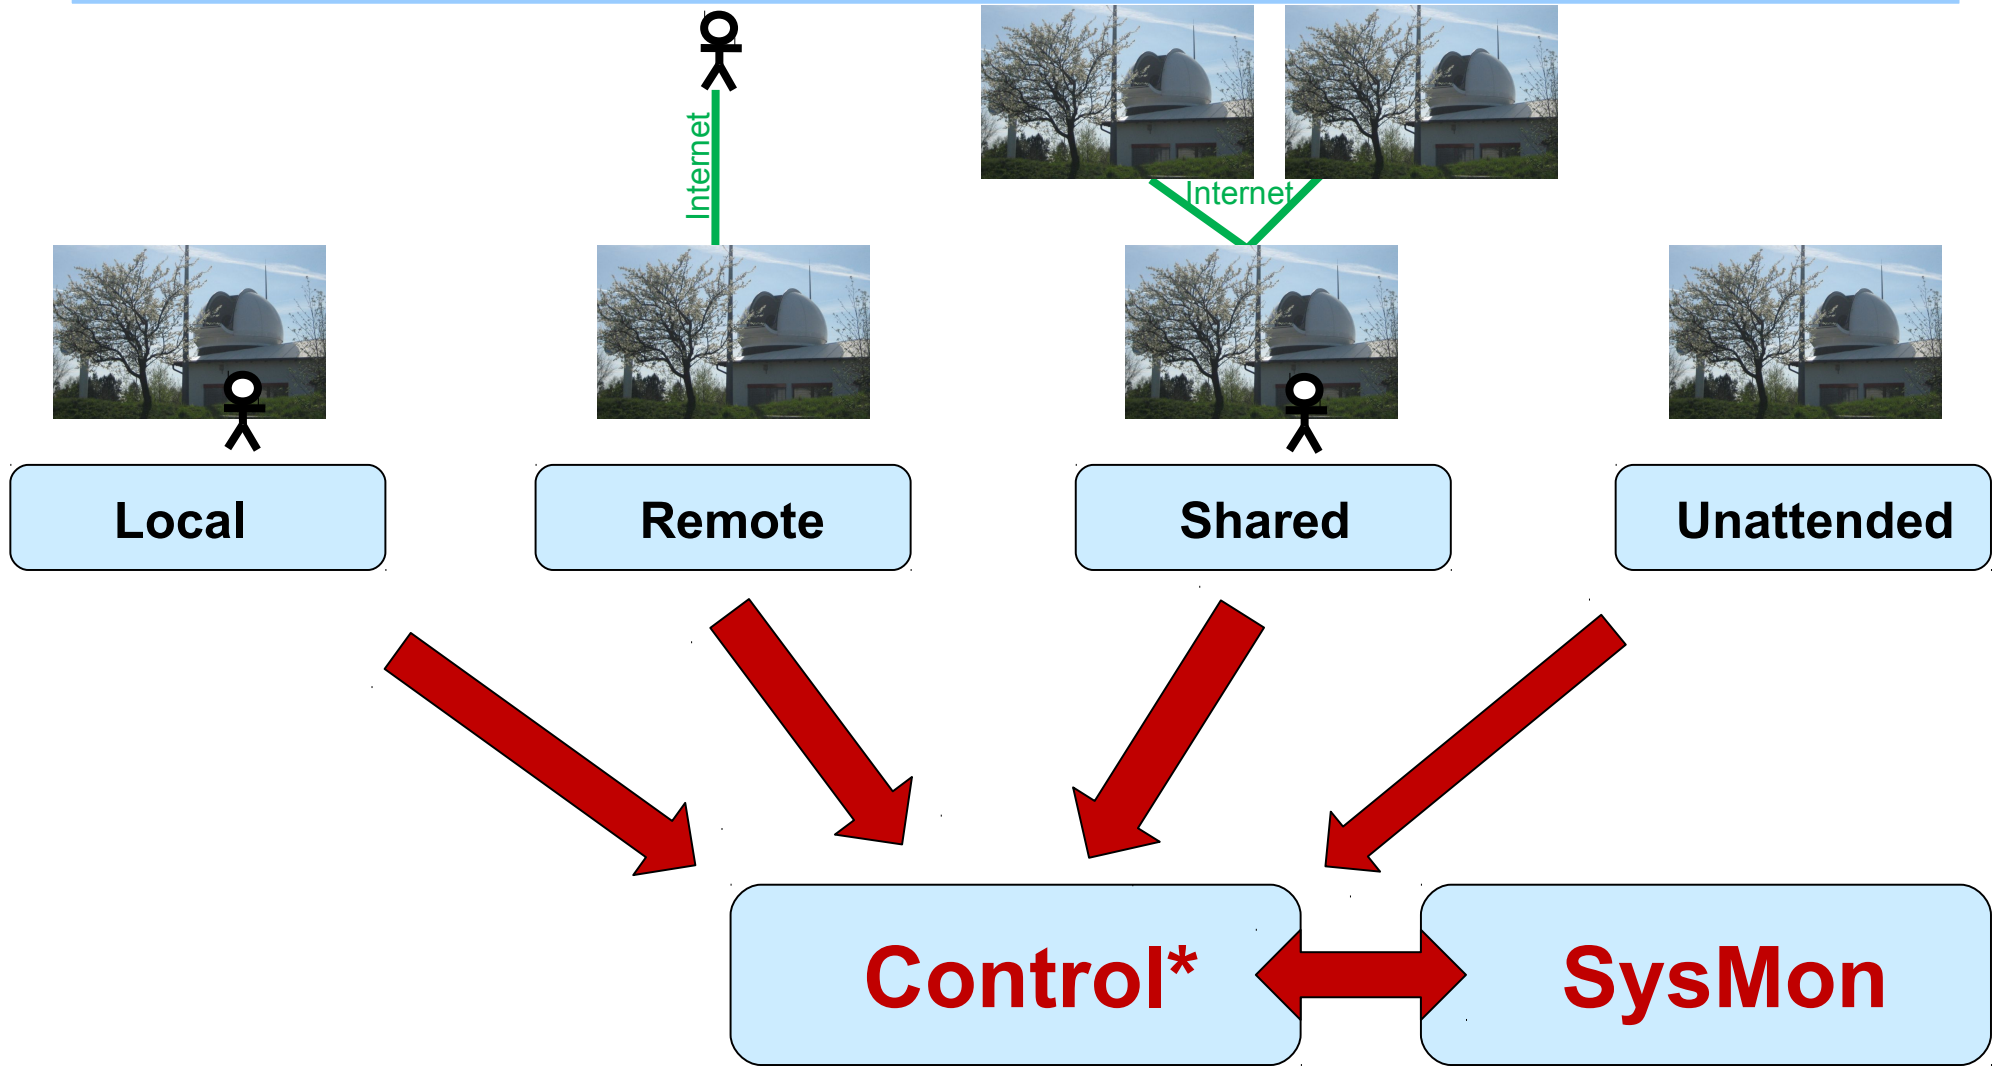 Internet
Internet
Local
Remote
Shared
Unattended
Control*
SysMon